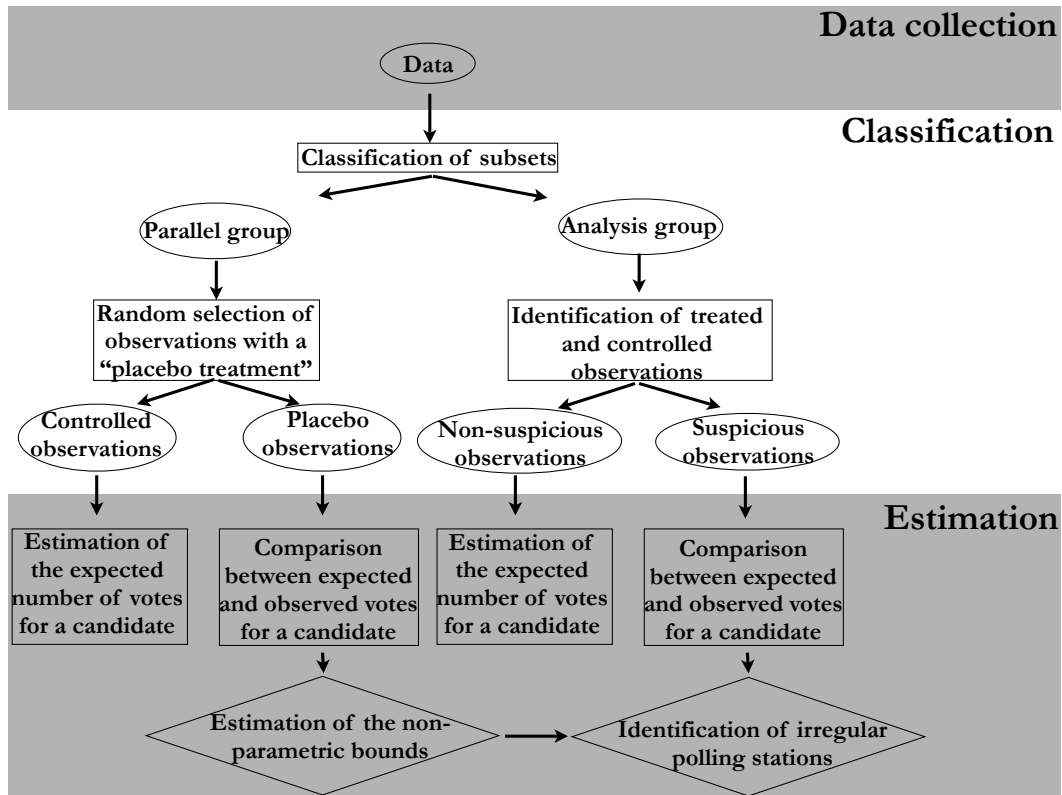 Data collection
Data
Classification
Classification of subsets
Parallel group
Analysis group
Random selection of
observations with a
“placebo treatment”
Identification of treated
and controlled
observations
Controlled
observations
Placebo
observations
Non-suspicious
observations
Suspicious
observations
Estimation
Estimation of
the expected
number of votes
for a candidate
Comparison
between expected
and observed votes
for a candidate
Estimation of
the expected
number of votes
for a candidate
Comparison
between expected
and observed votes
for a candidate
Estimation of the non-
parametric bounds
Identification of irregular
polling stations